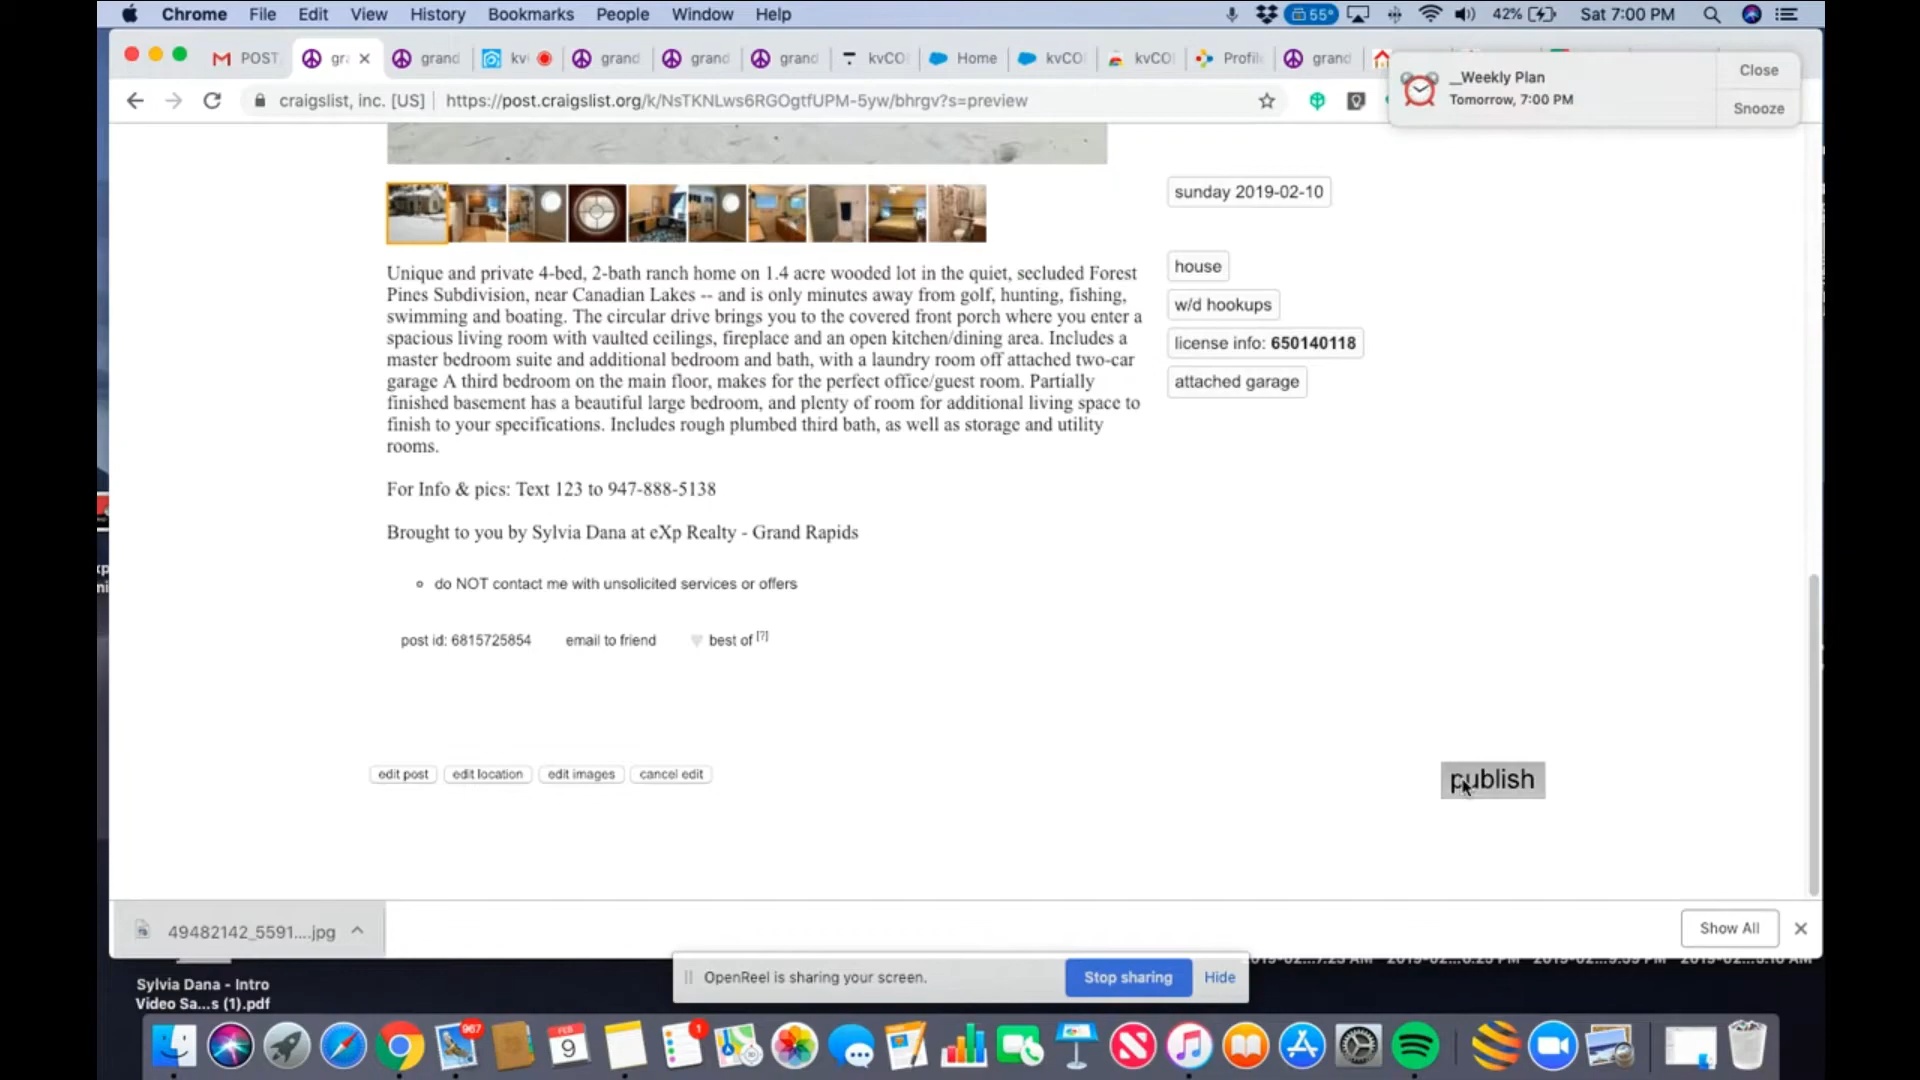 Chrome File Edit View History Bookmarks People Window Help 55° 42% Sat 7:00 PM
POST gr grand kv grand grand grand kvCO Home kvCO kvCO Profil grand
__Weekly Plan
Tomorrow, 7:00 PM
Close
Snooze
craigslist, inc. [US] https://post.craigslist.org/k/NsTKNLws6RGOgtfUPM-5yw/bhrgv?s=preview
sunday 2019-02-10
house
w/d hookups
license info: 650140118
attached garage
Unique and private 4-bed, 2-bath ranch home on 1.4 acre wooded lot in the quiet, secluded Forest
Pines Subdivision, near Canadian Lakes -- and is only minutes away from golf, hunting, fishing,
swimming and boating. The circular drive brings you to the covered front porch where you enter a
spacious living room with vaulted ceilings, fireplace and an open kitchen/dining area. Includes a
master bedroom suite and additional bedroom and bath, with a laundry room off attached two-car
garage A third bedroom on the main floor, makes for the perfect office/guest room. Partially
finished basement has a beautiful large bedroom, and plenty of room for additional living space to
finish to your specifications. Includes rough plumbed third bath, as well as storage and utility
rooms.
For Info & pics: Text 123 to 947-888-5138
Brought to you by Sylvia Dana at eXp Realty - Grand Rapids
do NOT contact me with unsolicited services or offers
post id: 6815725854 email to friend best of [?]
edit post edit location edit images cancel edit
publish
49482142_5591....jpg
Show All
OpenReel is sharing your screen. Stop sharing Hide
Sylvia Dana - Intro
Video Sa...s (1).pdf
967 FEB 9 1